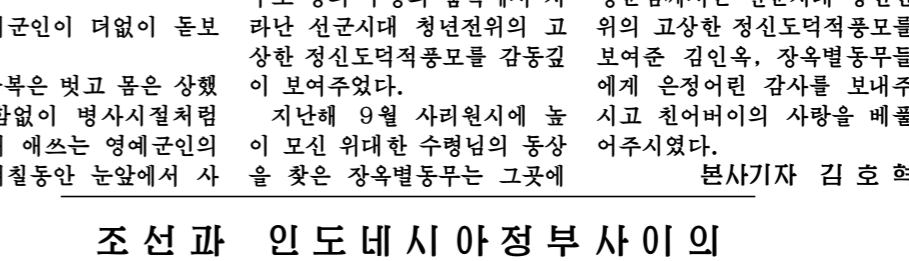 군인이 더없이 돋보
벗고 몸은 상했
병사시절처럼
애쓰는 영예군인의
눈앞에서 사
라난 선군시대 청년전위의 고
상한 정신도덕적풍모를 감동깊
이 보여주었다.
지난해 9월 사리원시에 높
이 모신 위대한 수령님의 동상
을 찾은 장옥별동무는 그곳에
위의 고상한 정신도덕적풍모를
보여준 김인옥, 장옥별동무들
에게 은정어린 감사를 보내주
시고 친어버이의 사랑을 베풀
어주시였다.
본사기자 김 호 혁
조선과 인도네시아정부사이의